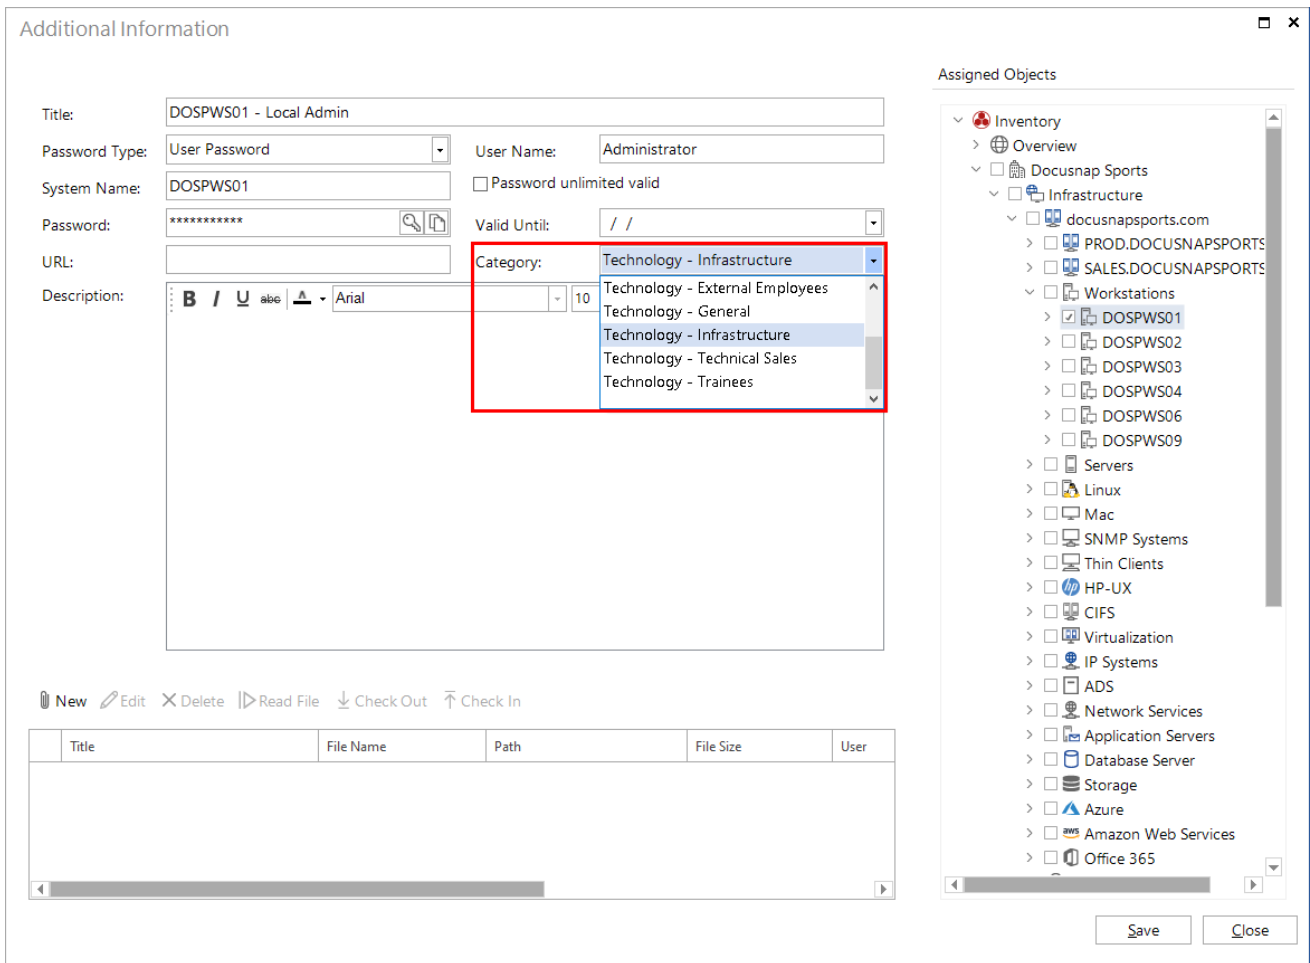 Additional Information
Title: DOSPWS01 - Local Admin
Password Type: User Password
User Name: Administrator
System Name: DOSPWS01
Password unlimited valid
Password: ***********
Valid Until: / /
URL:
Category: Technology - Infrastructure
Technology - External Employees
Technology - General
Technology - Infrastructure
Technology - Technical Sales
Technology - Trainees
Description:
B I U abc A Arial 10
New Edit Delete Read File Check Out Check In
Title File Name Path File Size User
Assigned Objects
Inventory
Overview
Docusnap Sports
Infrastructure
docusnapsports.com
PROD.DOCUSNAPSPORTS
SALES.DOCUSNAPSPORTS
Workstations
DOSPWS01
DOSPWS02
DOSPWS03
DOSPWS04
DOSPWS06
DOSPWS09
Servers
Linux
Mac
SNMP Systems
Thin Clients
hp HP-UX
CIFS
Virtualization
IP Systems
ADS
Network Services
Application Servers
Database Server
Storage
Azure
aws Amazon Web Services
Office 365
Save Close